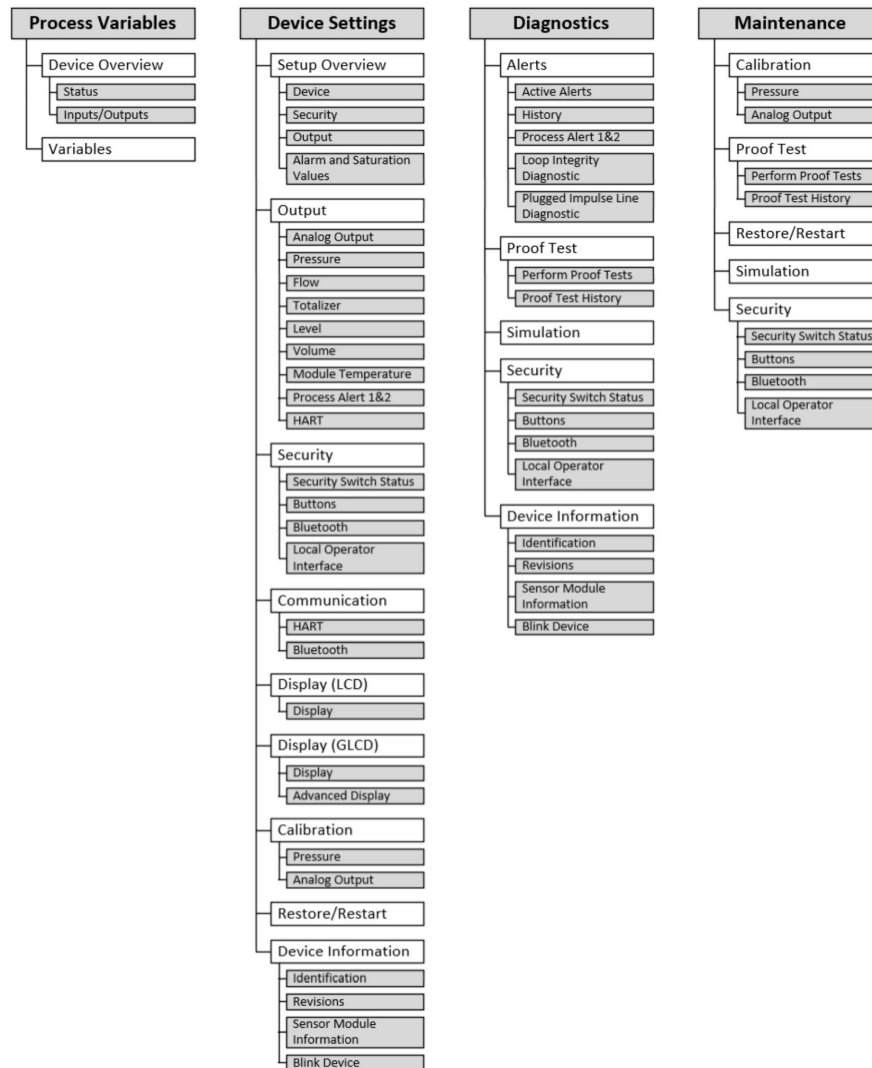 Process Variables
Device Overview
Status
Inputs/Outputs
Variables
Device Settings
Setup Overview
Device
Security
Output
Alarm and Saturation
Values
Output
Analog Output
Pressure
Flow
Totalizer
Level
Volume
Module Temperature
Process Alert 1&2
HART
Security
Security Switch Status
Buttons
Bluetooth
Local Operator
Interface
Communication
HART
Bluetooth
Display (LCD)
Display
Display (GLCD)
Display
Advanced Display
Calibration
Pressure
Analog Output
Restore/Restart
Device Information
Identification
Revisions
Sensor Module
Information
Blink Device
Diagnostics
Alerts
Active Alerts
History
Process Alert 1&2
Loop Integrity
Diagnostic
Plugged Impulse Line
Diagnostic
Proof Test
Perform Proof Tests
Proof Test History
Simulation
Security
Security Switch Status
Buttons
Bluetooth
Local Operator
Interface
Device Information
Identification
Revisions
Sensor Module
Information
Blink Device
Maintenance
Calibration
Pressure
Analog Output
Proof Test
Perform Proof Tests
Proof Test History
Restore/Restart
Simulation
Security
Security Switch Status
Buttons
Bluetooth
Local Operator
Interface